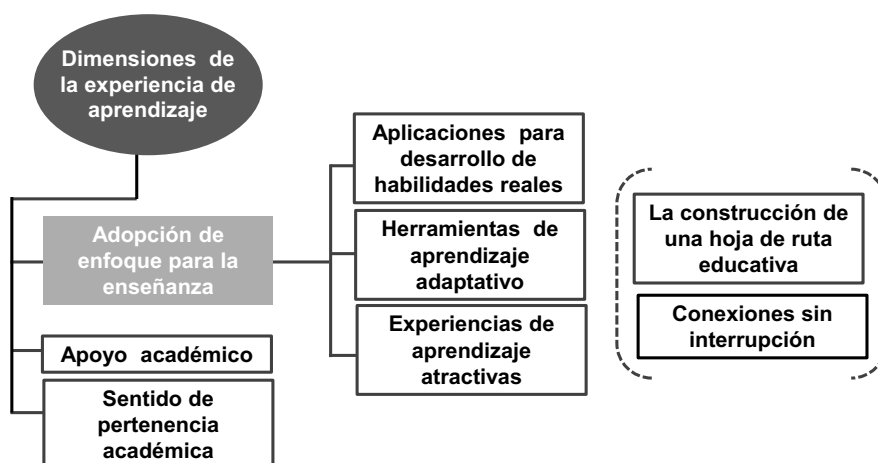 Dimensiones de
la experiencia de
aprendizaje
Adopción de
enfoque para la
enseñanza
Apoyo académico
Sentido de
pertenencia
académica
Aplicaciones para
desarrollo de
habilidades reales
Herramientas de
aprendizaje
adaptativo
Experiencias de
aprendizaje
atractivas
La construcción de
una hoja de ruta
educativa
Conexiones sin
interrupción